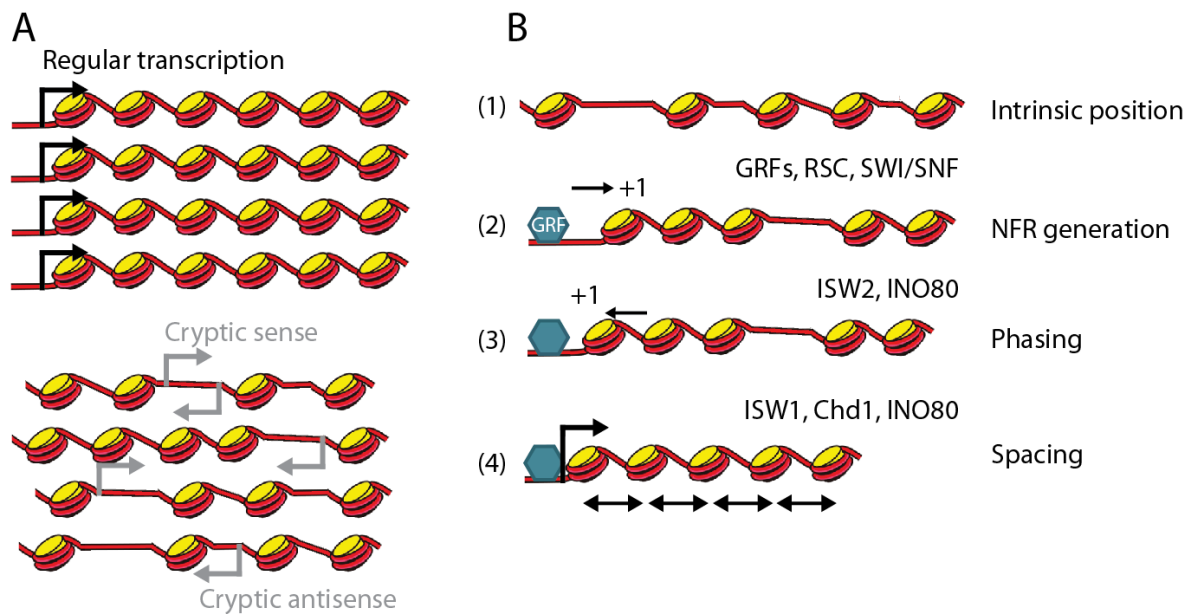 A
Regular transcription
Cryptic sense
Cryptic antisense
B
(1)
Intrinsic position
GRFs, RSC, SWI/SNF
+1
(2)
GRF
NFR generation
ISW2, INO80
+1
(3)
Phasing
ISW1, Chd1, INO80
(4)
Spacing